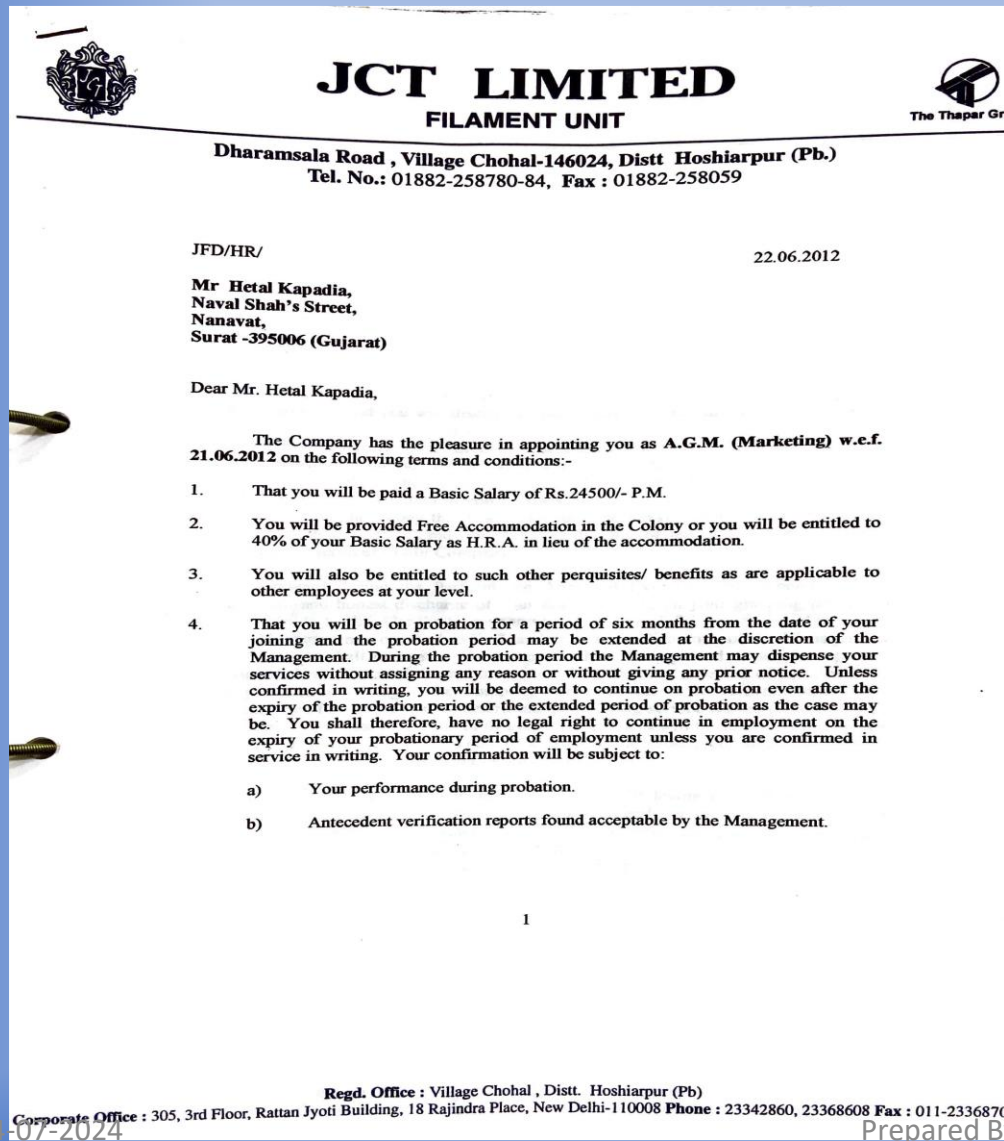 JCT LIMITED
FILAMENT UNIT
The Thapar Gr
Dharamsala Road , Village Chohal-146024, Distt Hoshiarpur (Pb.)
Tel. No.: 01882-258780-84, Fax : 01882-258059
JFD/HR/ 22.06.2012
Mr Hetal Kapadia,
Naval Shah's Street,
Nanavat,
Surat -395006 (Gujarat)
Dear Mr. Hetal Kapadia,
The Company has the pleasure in appointing you as A.G.M. (Marketing) w.e.f.
21.06.2012 on the following terms and conditions:-
1. That you will be paid a Basic Salary of Rs.24500/- P.M.
2. You will be provided Free Accommodation in the Colony or you will be entitled to
40% of your Basic Salary as H.R.A. in lieu of the accommodation.
3. You will also be entitled to such other perquisites/ benefits as are applicable to
other employees at your level.
4. That you will be on probation for a period of six months from the date of your
joining and the probation period may be extended at the discretion of the
Management. During the probation period the Management may dispense your
services without assigning any reason or without giving any prior notice. Unless
confirmed in writing, you will be deemed to continue on probation even after the
expiry of the probation period or the extended period of probation as the case may
be. You shall therefore, have no legal right to continue in employment on the
expiry of your probationary period of employment unless you are confirmed in
service in writing. Your confirmation will be subject to:
a) Your performance during probation.
b) Antecedent verification reports found acceptable by the Management.
1
Regd. Office : Village Chohal , Distt. Hoshiarpur (Pb)
Corporate Office : 305, 3rd Floor, Rattan Jyoti Building, 18 Rajindra Place, New Delhi-110008 Phone : 23342860, 23368608 Fax : 011-2336870
-07-2024 Prepared B